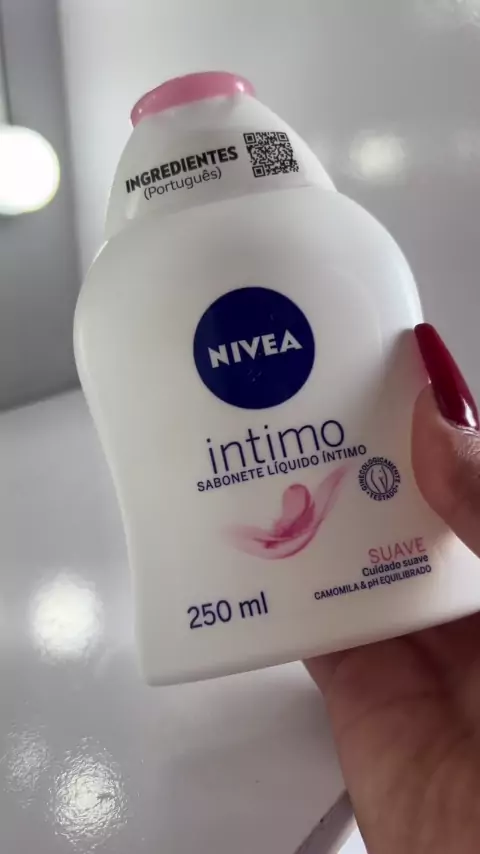 INGREDIENTES
(Português)
NIVEA
intimo
SABONETE LÍQUIDO ÍNTIMO
GINECOLOGICAMENTE
TESTADO
SUAVE
Cuidado suave
CAMOMILA & pH EQUILIBRADO
250 ml